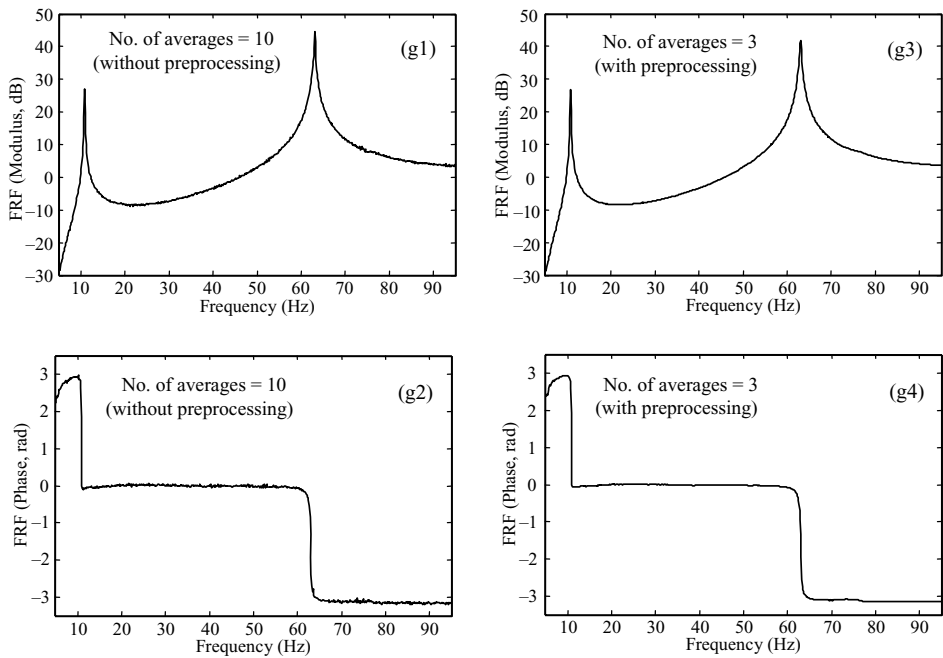 50
40
30
20
10
0
–10
–20
–30
FRF (Modulus, dB)
No. of averages = 10
(without preprocessing)
(g1)
10 20 30 40 50 60 70 80 90
Frequency (Hz)
50
40
30
20
10
0
–10
–20
–30
FRF (Modulus, dB)
No. of averages = 3
(with preprocessing)
(g3)
10 20 30 40 50 60 70 80 90
Frequency (Hz)
3
2
1
0
–1
–2
–3
FRF (Phase, rad)
No. of averages = 10
(without preprocessing)
(g2)
10 20 30 40 50 60 70 80 90
Frequency (Hz)
3
2
1
0
–1
–2
–3
FRF (Phase, rad)
No. of averages = 3
(with preprocessing)
(g4)
10 20 30 40 50 60 70 80 90
Frequency (Hz)